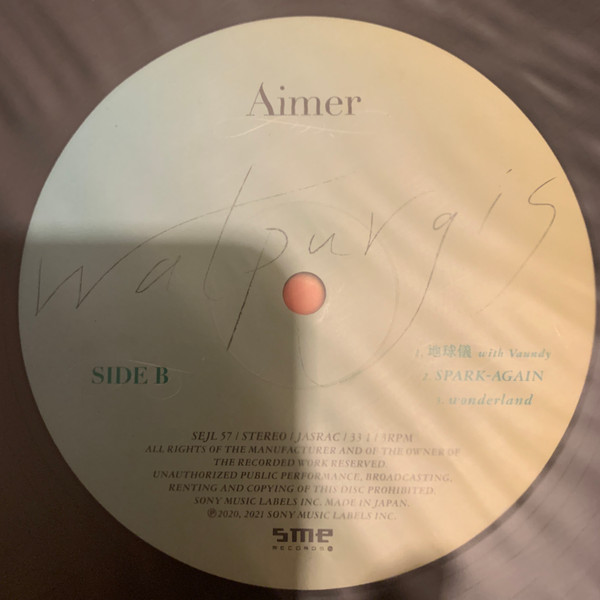 Aimer
Walpurgis
SIDE B
1. 地球儀 with Vaundy
2. SPARK-AGAIN
3. wonderland
SEJL 57 / STEREO / JASRAC / 33 1 / 3RPM
ALL RIGHTS OF THE MANUFACTURER AND OF THE OWNER OF
THE RECORDED WORK RESERVED.
UNAUTHORIZED PUBLIC PERFORMANCE, BROADCASTING,
RENTING AND COPYING OF THIS DISC PROHIBITED.
SONY MUSIC LABELS INC. MADE IN JAPAN.
℗2020, 2021 SONY MUSIC LABELS INC.
sme
RECORDS